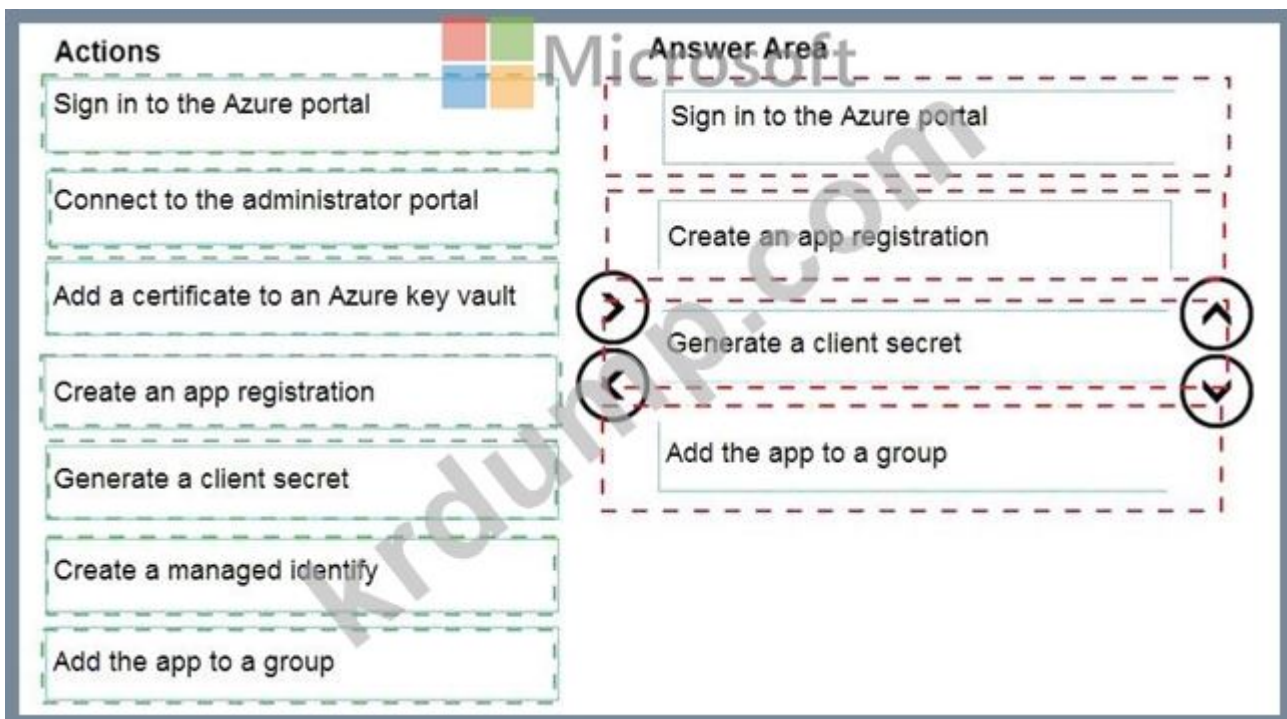 Microsoft
Actions
Sign in to the Azure portal
Connect to the administrator portal
Add a certificate to an Azure key vault
Create an app registration
Generate a client secret
Create a managed identify
Add the app to a group
Answer Area
Sign in to the Azure portal
Create an app registration
Generate a client secret
Add the app to a group
krdump.com